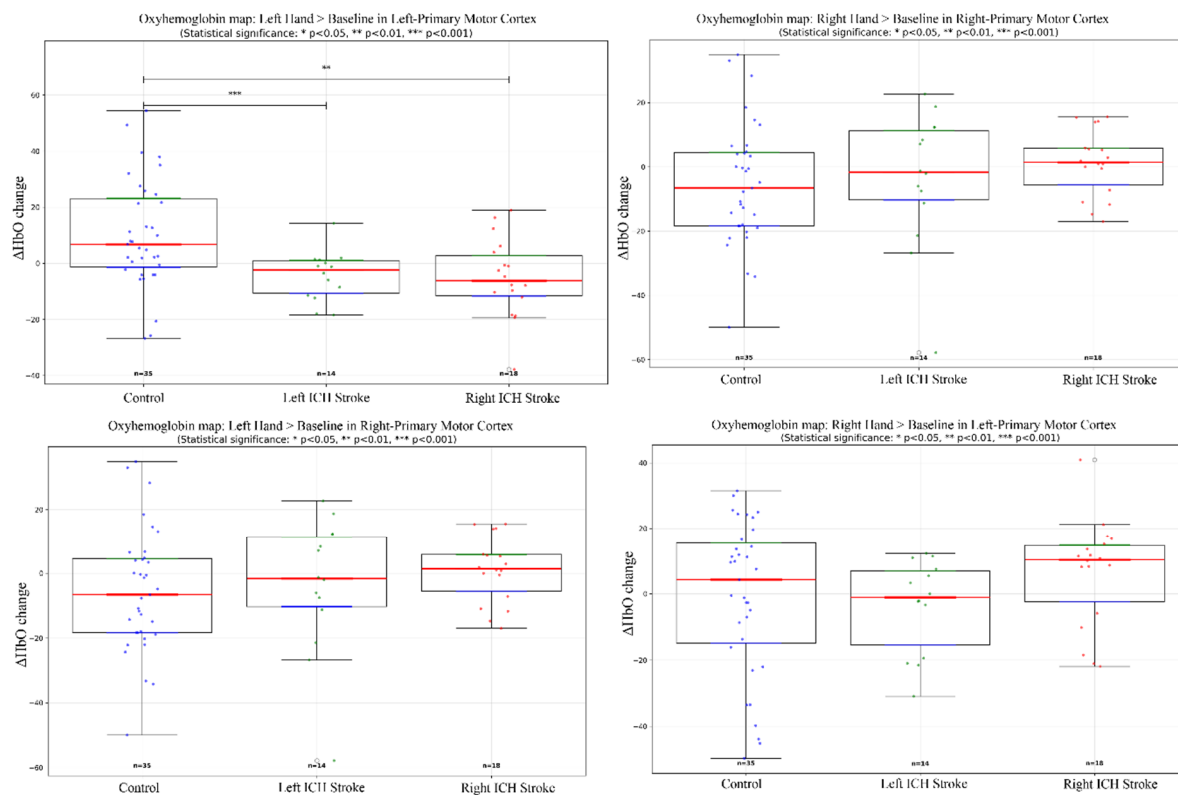 Oxyhemoglobin map: Left Hand > Baseline in Left-Primary Motor Cortex
(Statistical significance: * p<0.05, ** p<0.01, *** p<0.001)
**
***
ΔHbO change
60
40
20
0
−20
−40
n=35
n=14
n=18
Control
Left ICH Stroke
Right ICH Stroke
Oxyhemoglobin map: Right Hand > Baseline in Right-Primary Motor Cortex
(Statistical significance: * p<0.05, ** p<0.01, *** p<0.001)
ΔHbO change
20
0
−20
−40
−60
n=35
n=14
n=18
Control
Left ICH Stroke
Right ICH Stroke
Oxyhemoglobin map: Left Hand > Baseline in Right-Primary Motor Cortex
(Statistical significance: * p<0.05, ** p<0.01, *** p<0.001)
ΔHbO change
20
0
−20
−40
−60
n=35
n=14
n=18
Control
Left ICH Stroke
Right ICH Stroke
Oxyhemoglobin map: Right Hand > Baseline in Left-Primary Motor Cortex
(Statistical significance: * p<0.05, ** p<0.01, *** p<0.001)
ΔHbO change
40
20
0
−20
−40
n=35
n=14
n=18
Control
Left ICH Stroke
Right ICH Stroke